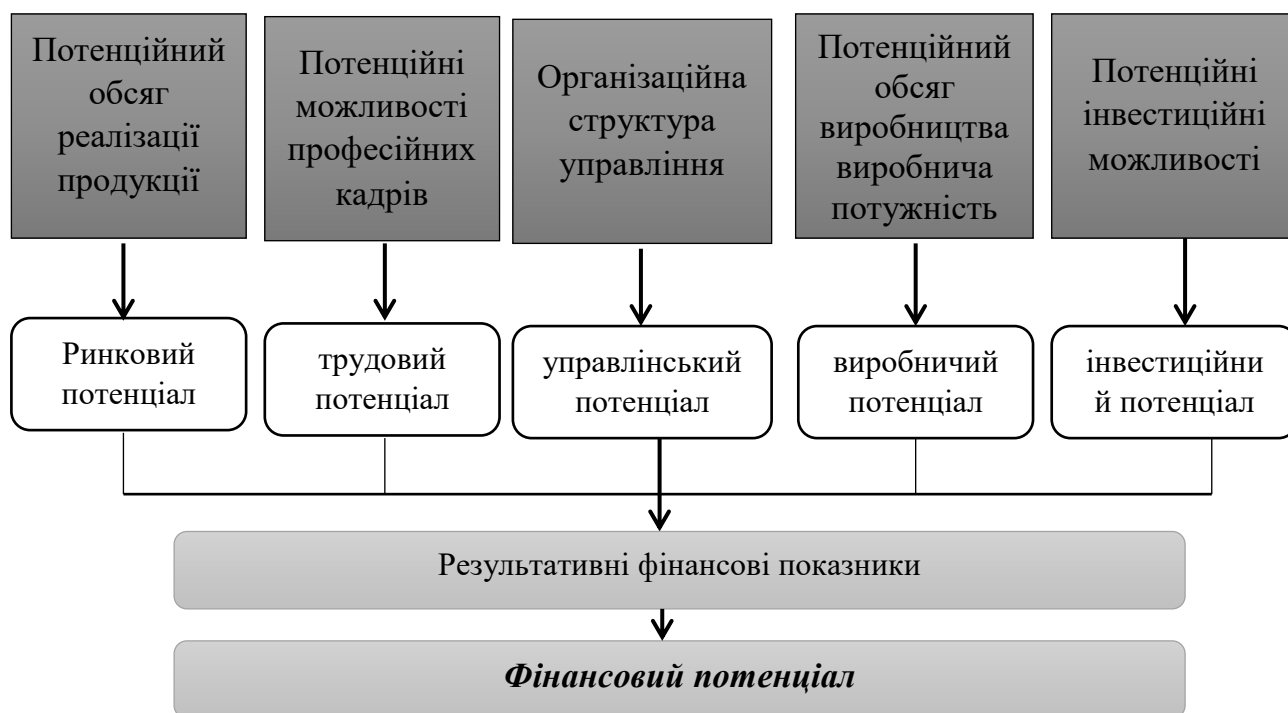 Потенційний
обсяг
реалізації
продукції
Потенційні
можливості
професійних
кадрів
Організаційна
структура
управління
Потенційний
обсяг
виробництва
виробнича
потужність
Потенційні
інвестиційні
можливості
Ринковий
потенціал
трудовий
потенціал
управлінський
потенціал
виробничий
потенціал
інвестиційни
й потенціал
Результативні фінансові показники
Фінансовий потенціал